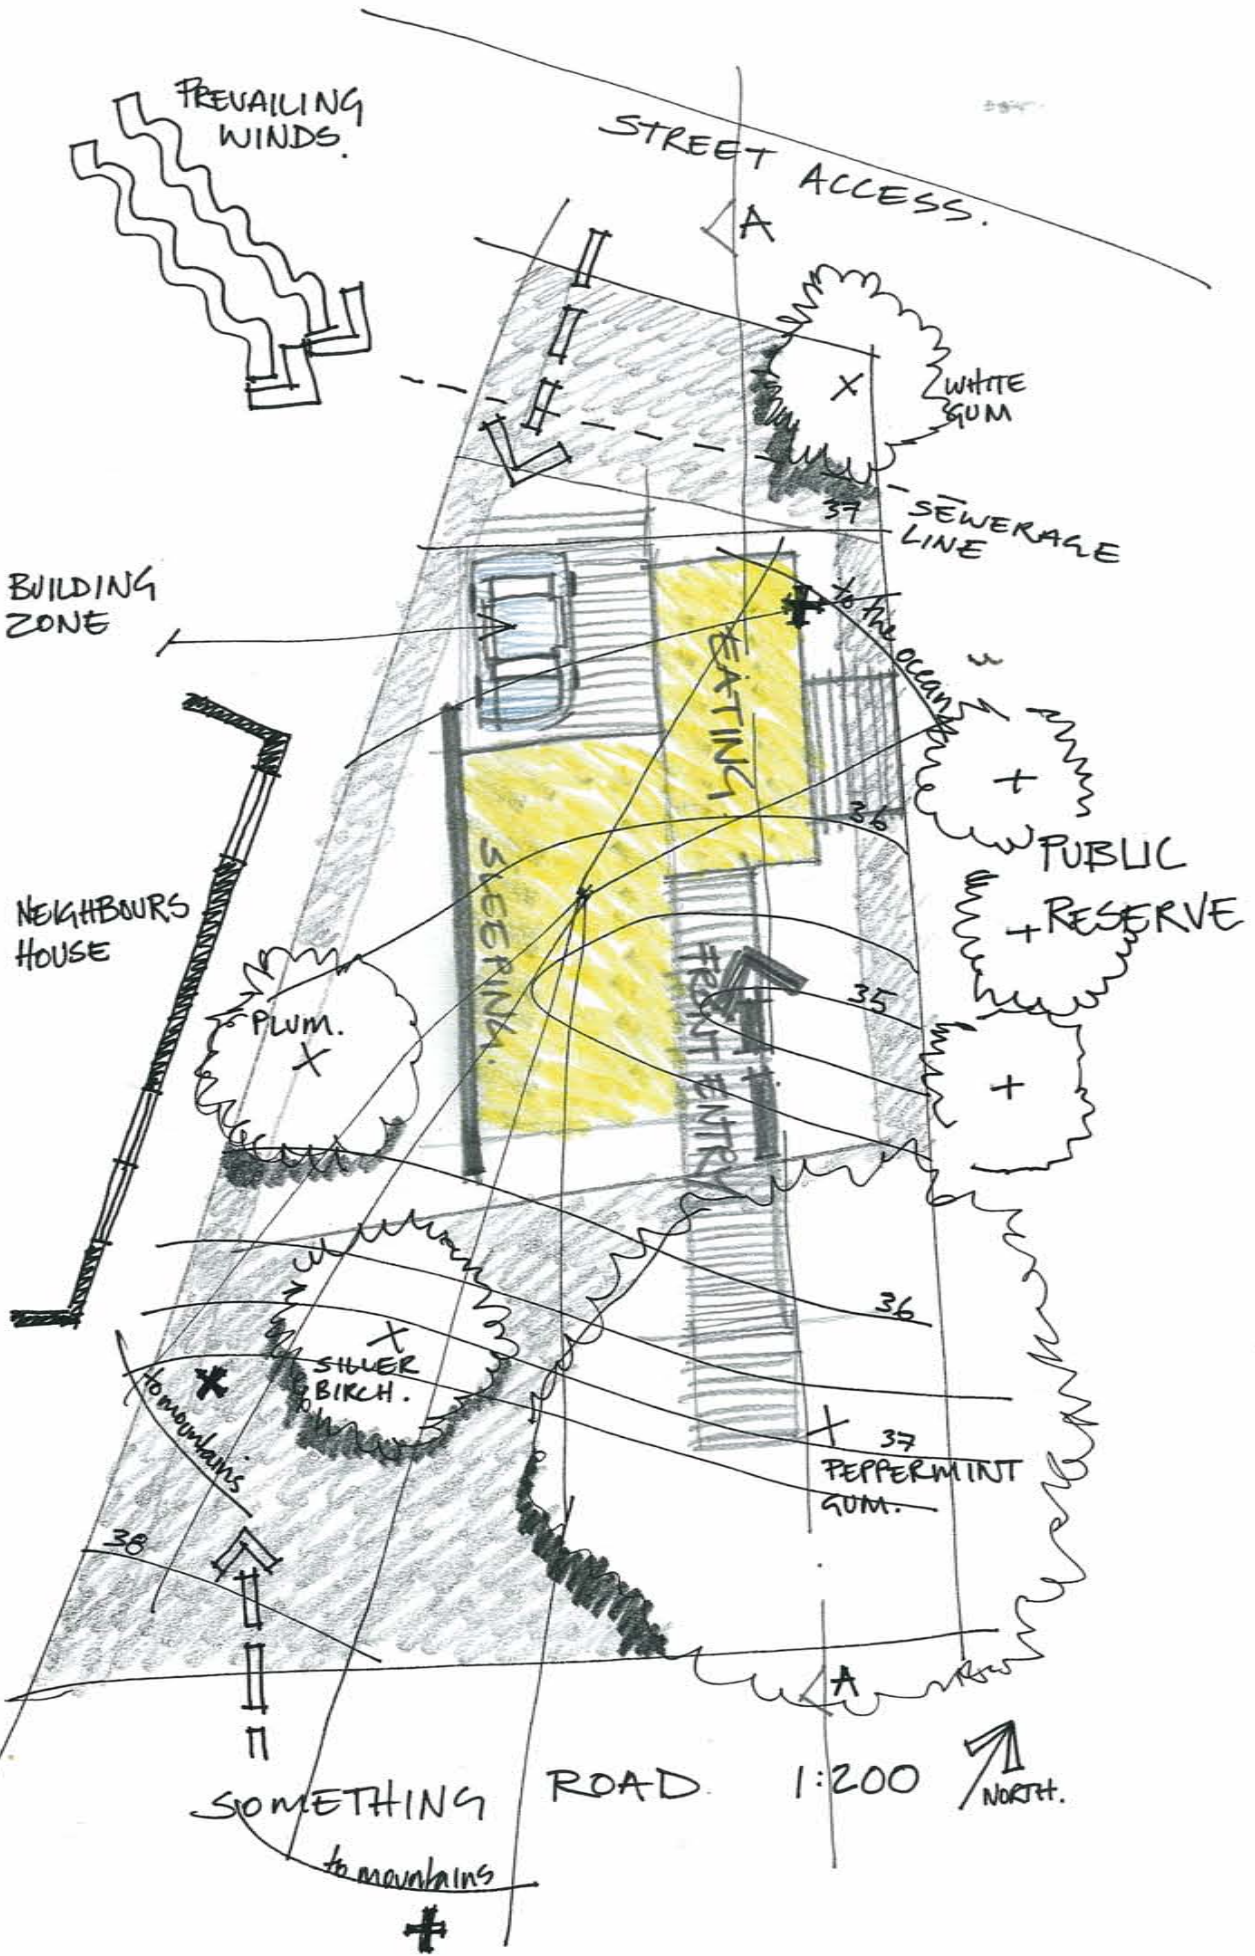 PREVAILING
WINDS.
STREET ACCESS.
A
WHITE
GUM
37
SEWERAGE
LINE
BUILDING
ZONE
to the ocean
EATING
36
PUBLIC
RESERVE
NEIGHBOURS
HOUSE
SLEEPING.
35
FRONT ENTRY
PLUM.
36
SILVER
BIRCH.
to mountains
37
PEPPERMINT
GUM.
38
A
SOMETHING ROAD. 1:200
NORTH.
to mountains